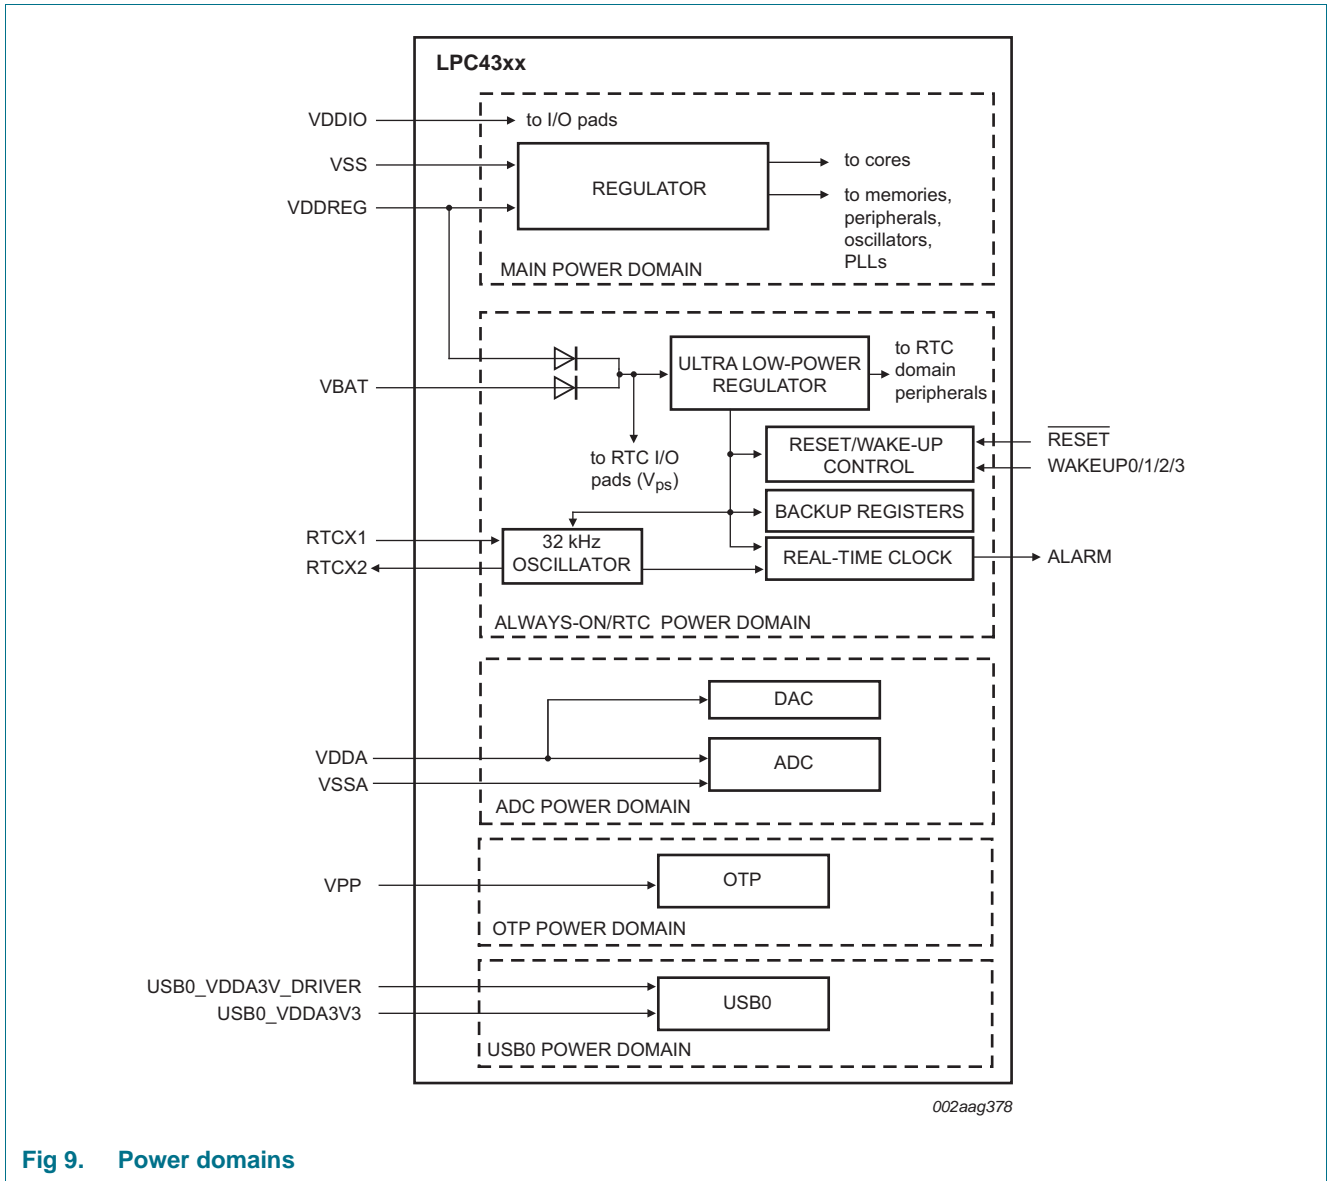 LPC43xx
VDDIO
to I/O pads
VSS
REGULATOR
to cores
VDDREG
to memories,
peripherals,
oscillators,
PLLs
MAIN POWER DOMAIN
VBAT
ULTRA LOW-POWER
REGULATOR
to RTC
domain
peripherals
to RTC I/O
pads (Vps)
RESET/WAKE-UP
CONTROL
RESET
WAKEUP0/1/2/3
BACKUP REGISTERS
RTCX1
RTCX2
32 kHz
OSCILLATOR
REAL-TIME CLOCK
ALARM
ALWAYS-ON/RTC POWER DOMAIN
DAC
VDDA
ADC
VSSA
ADC POWER DOMAIN
VPP
OTP
OTP POWER DOMAIN
USB0_VDDA3V_DRIVER
USB0_VDDA3V3
USB0
USB0 POWER DOMAIN
002aag378
Fig 9. Power domains